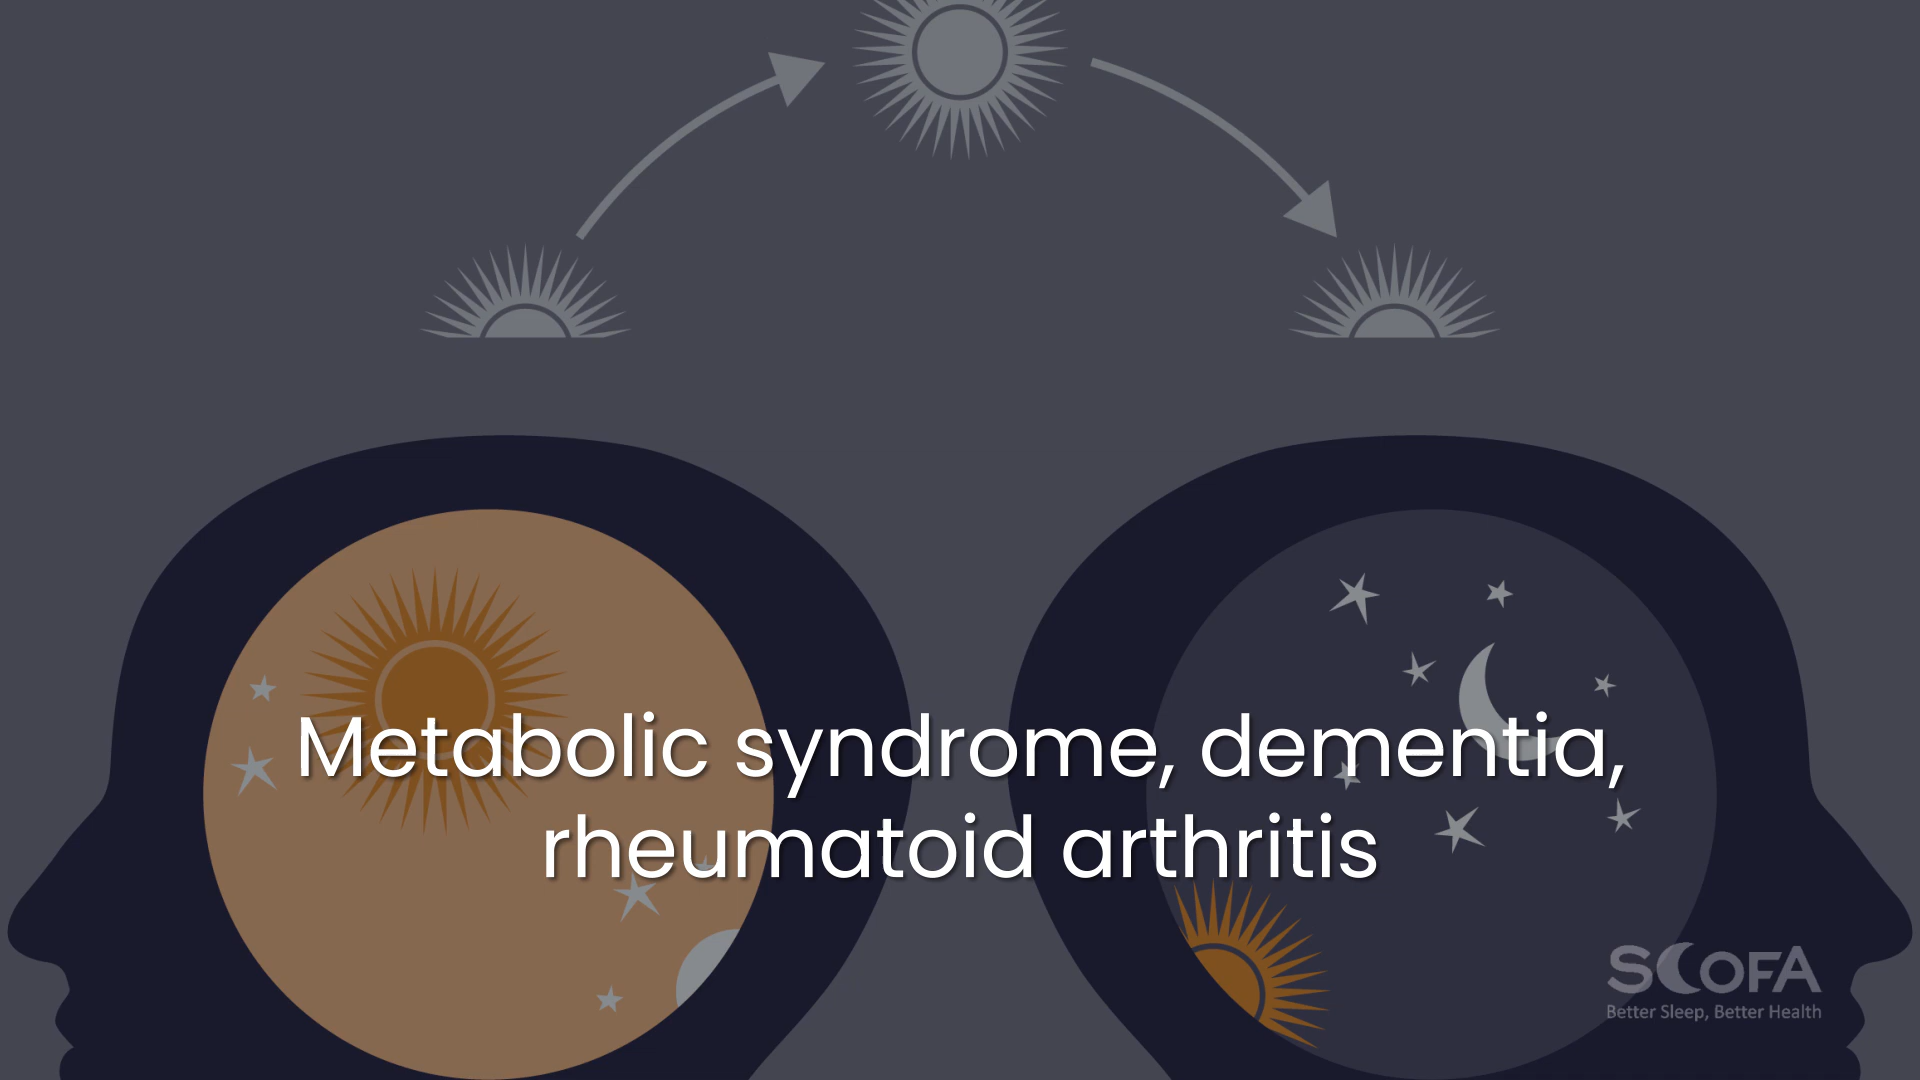 Metabolic syndrome, dementia,
rheumatoid arthritis
SCOFA
Better Sleep, Better Health